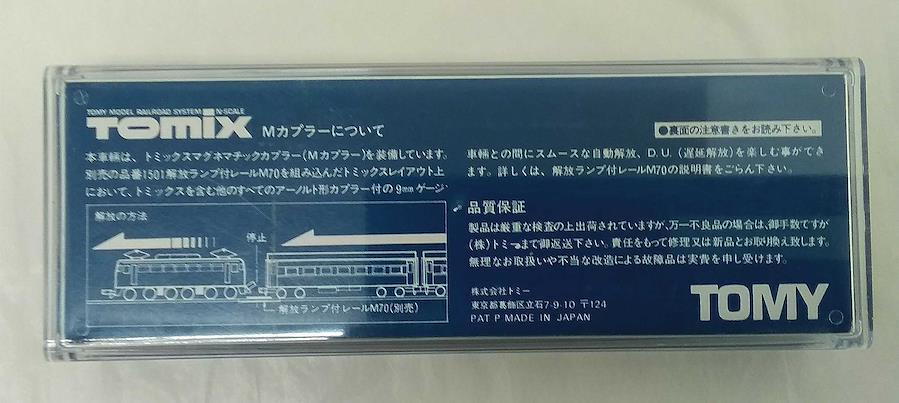 TOMY MODEL RAILROAD SYSTEM N-SCALE
TOMIX Mカプラーについて
●裏面の注意書きをお読み下さい。
本車輛は、トミックスマグネマチックカプラー(Mカプラー)を装備しています。
別売の品番1501解放ランプ付レールM70を組み込んだトミックスレイアウト上
において、トミックスを含む他のすべてのアーノルト形カプラー付の9mmゲージ
車輛との間にスムースな自動解放、D.U.(遅延解放)を楽しむ事ができ
ます。詳しくは、解放ランプ付レールM70の説明書をごらん下さい。
解放の方法
停止
解放ランプ付レールM70(別売)
品質保証
製品は厳重な検査の上出荷されていますが、万一不良品の場合は、御手数ですが
(株)トミーまで御返送下さい。責任をもって修理又は新品とお取り換え致します。
無理なお取扱いや不当な改造による故障品は実費を申し受けます。
株式会社トミー
東京都葛飾区立石7-9-10 〒124
PAT P MADE IN JAPAN
TOMY